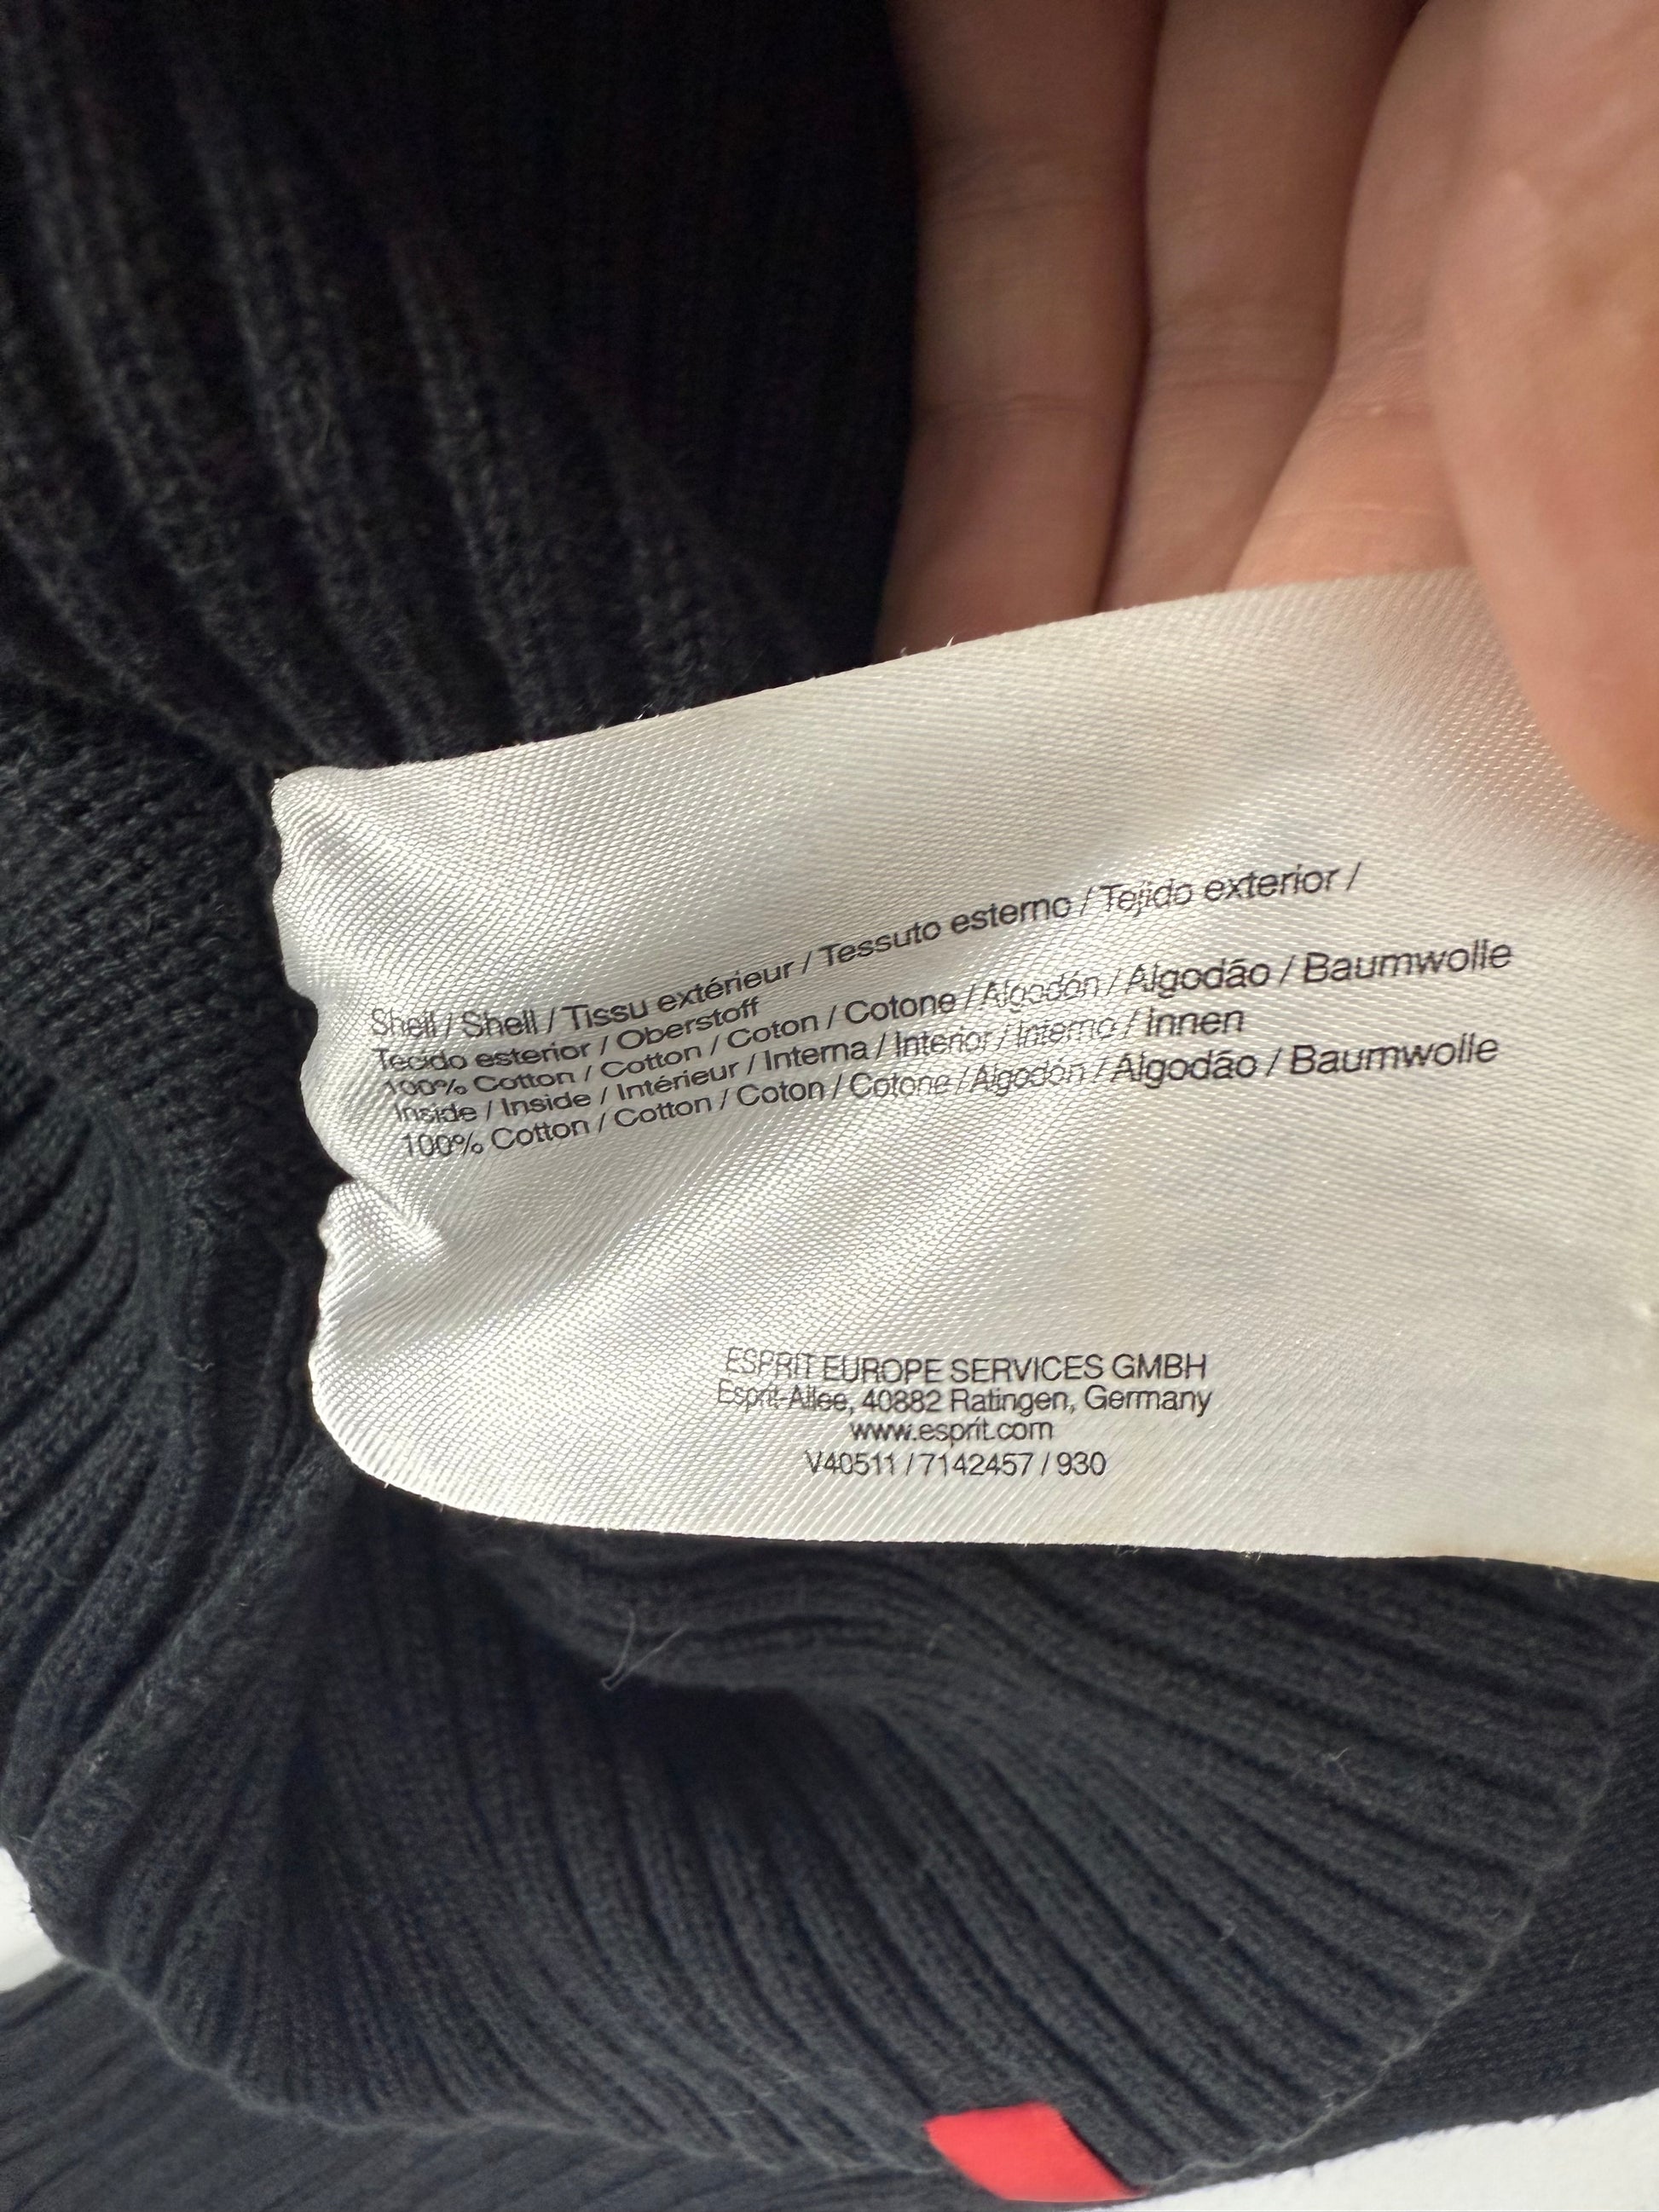 Shell / Shell / Tissu extérieur / Tessuto esterno / Tejido exterior /
Tecido esterior / Oberstoff
100% Cotton / Cotton / Coton / Cotone / Algodón / Algodão / Baumwolle
Inside / Inside / Intérieur / Interna / Interior / Interno / Innen
100% Cotton / Cotton / Coton / Cotone / Algodón / Algodão / Baumwolle
ESPRIT EUROPE SERVICES GMBH
Esprit-Allee, 40882 Ratingen, Germany
www.esprit.com
V40511 / 7142457 / 930